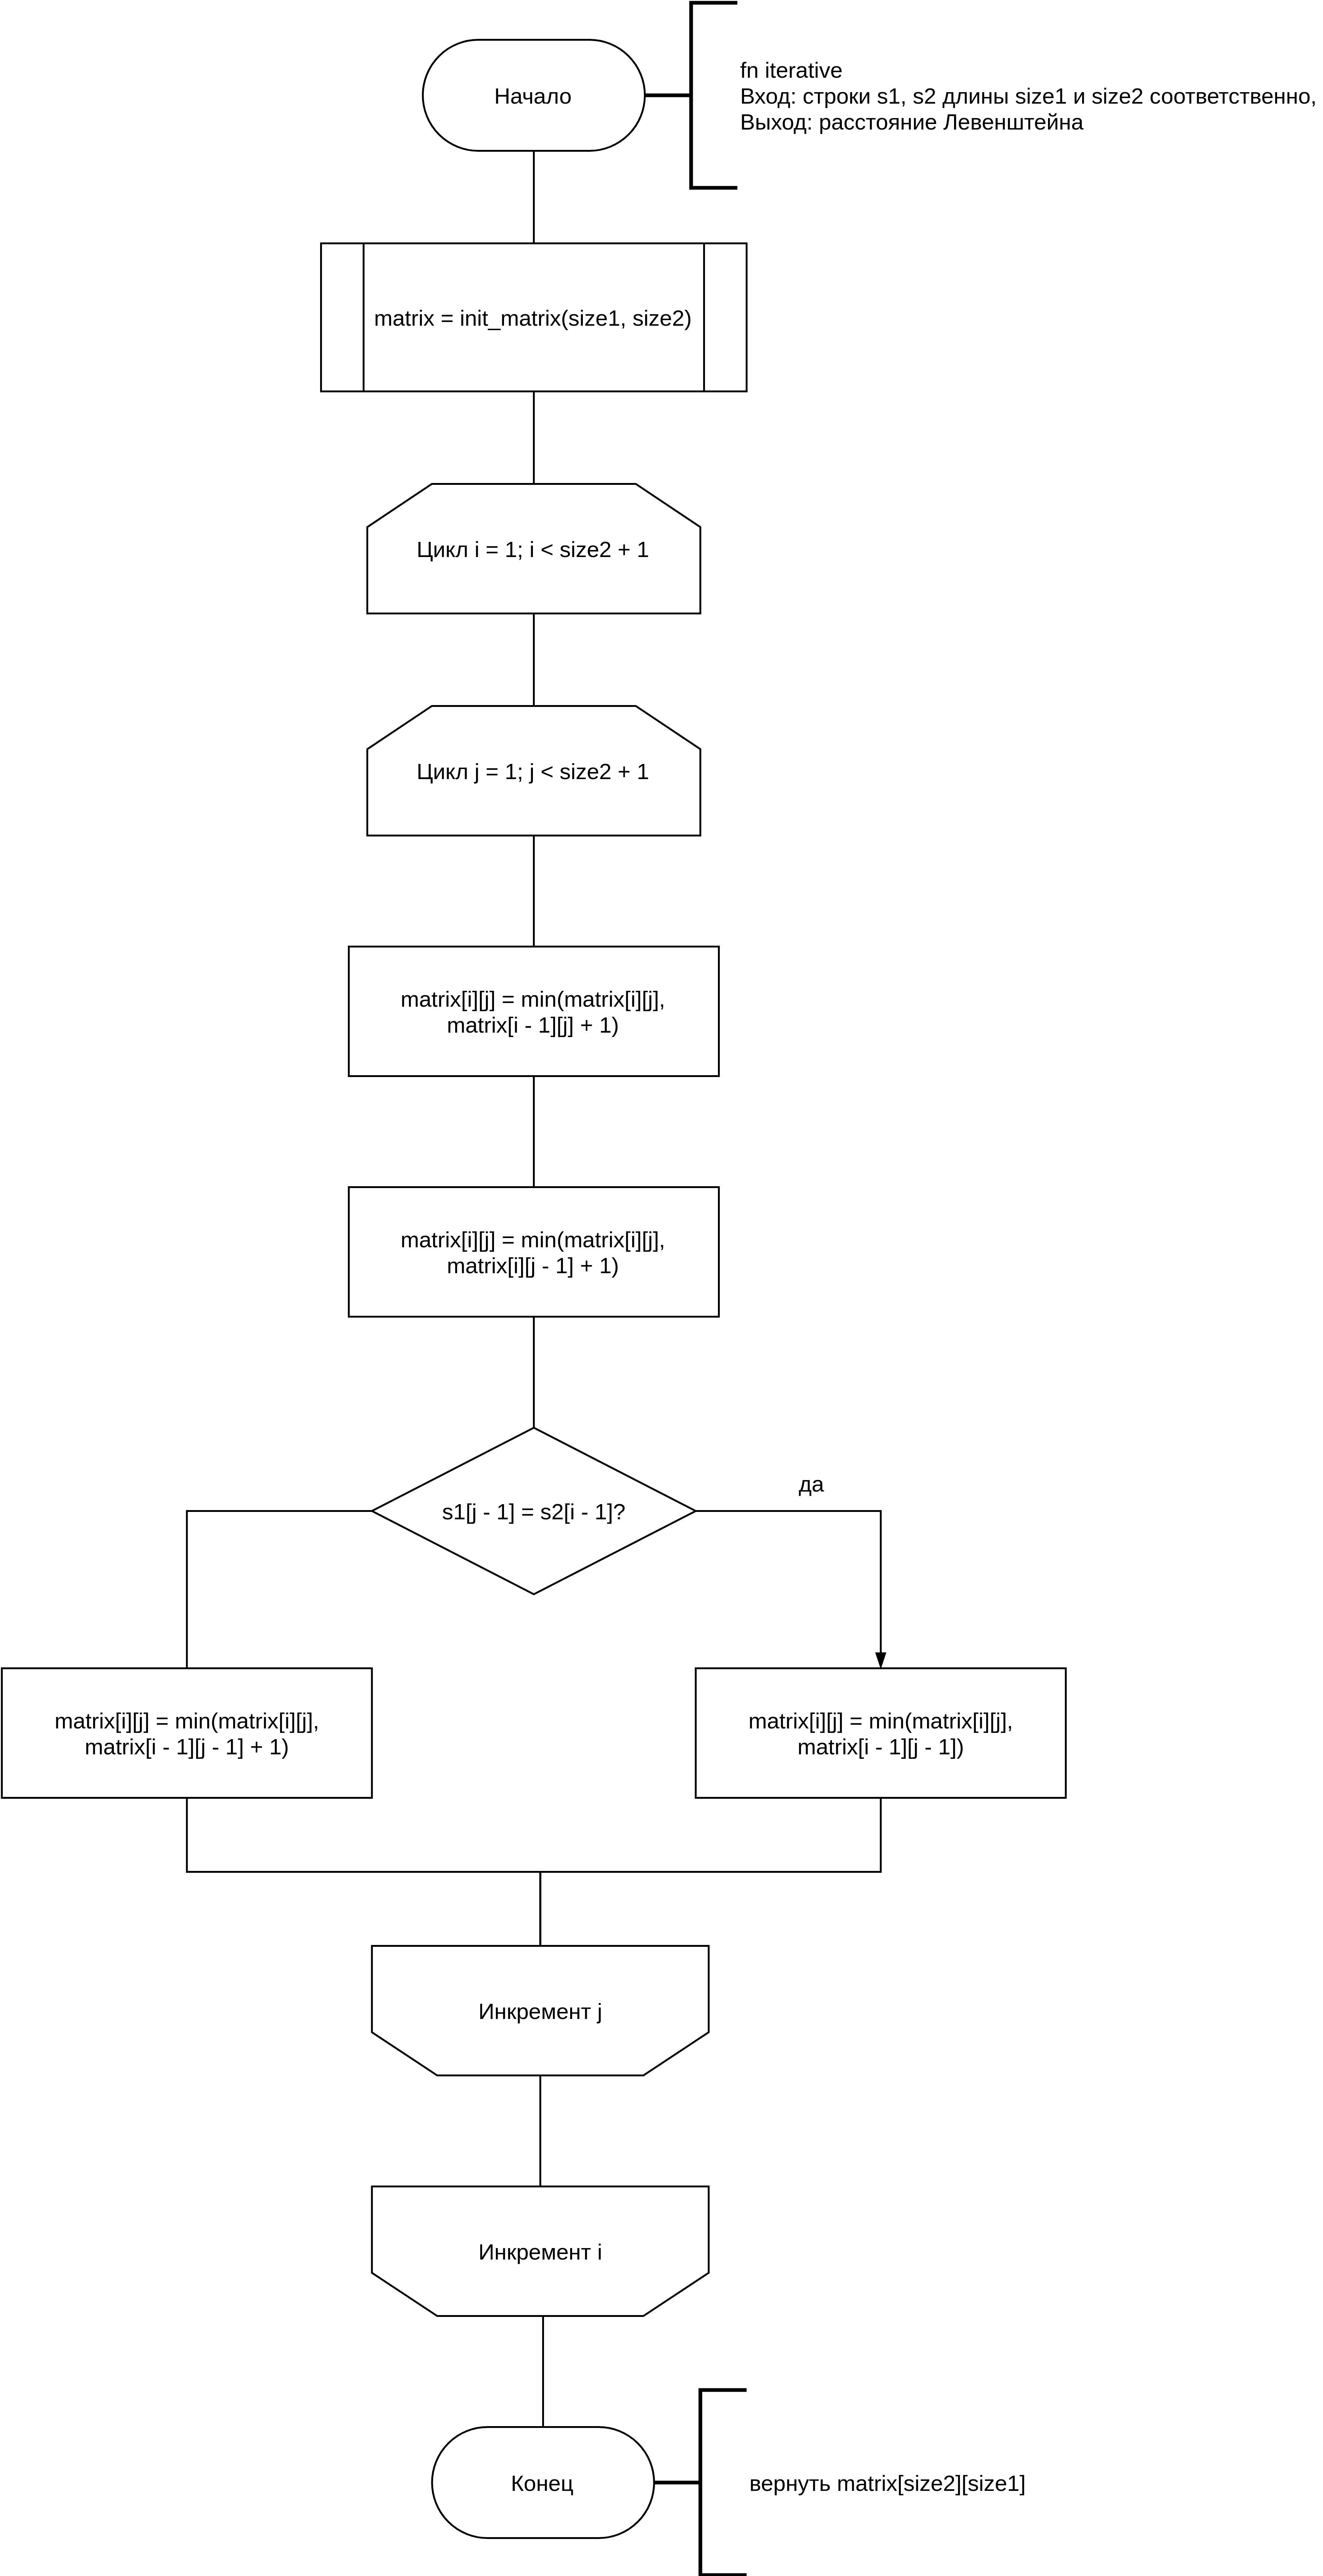 Начало
fn iterative
Вход: строки s1, s2 длины size1 и size2 соответственно,
Выход: расстояние Левенштейна
matrix = init_matrix(size1, size2)
Цикл i = 1; i < size2 + 1
Цикл j = 1; j < size2 + 1
matrix[i][j] = min(matrix[i][j],
matrix[i - 1][j] + 1)
matrix[i][j] = min(matrix[i][j],
matrix[i][j - 1] + 1)
s1[j - 1] = s2[i - 1]?
да
matrix[i][j] = min(matrix[i][j],
matrix[i - 1][j - 1] + 1)
matrix[i][j] = min(matrix[i][j],
matrix[i - 1][j - 1])
Инкремент j
Инкремент i
Конец
вернуть matrix[size2][size1]